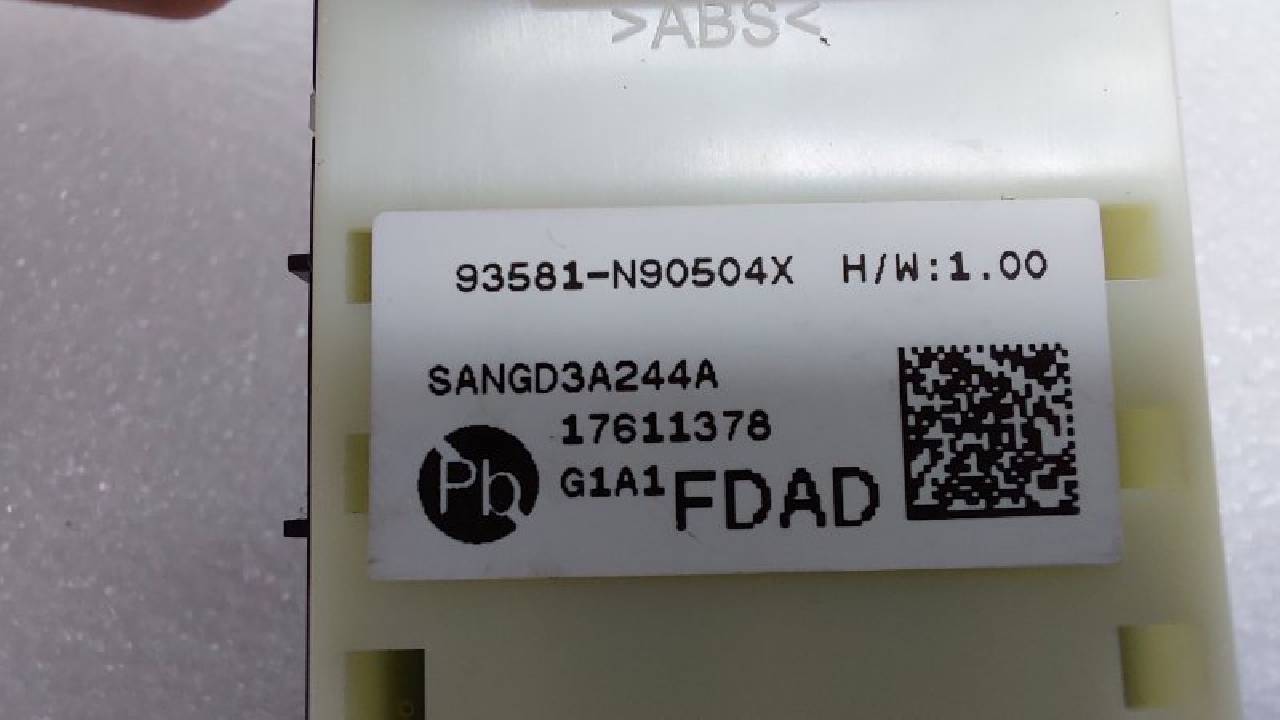 >ABS<
93581-N90504X H/W:1.00
SANGD3A244A
17611378
Pb G1A1 FDAD